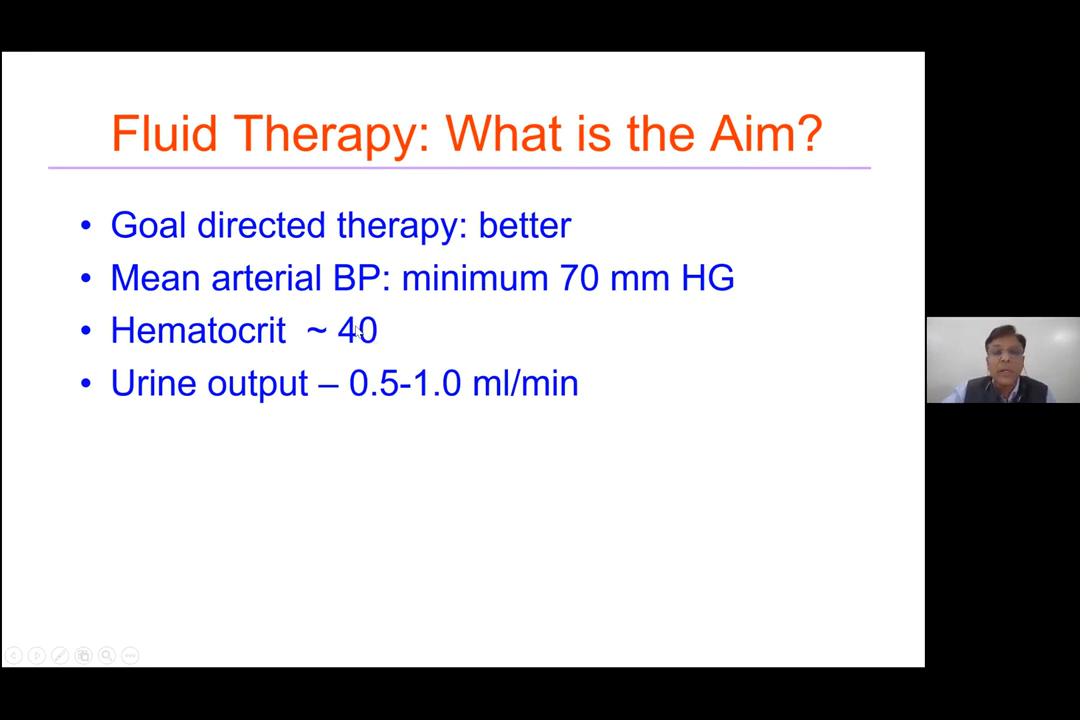 Fluid Therapy: What is the Aim?
• Goal directed therapy: better
• Mean arterial BP: minimum 70 mm HG
• Hematocrit ~ 40
• Urine output – 0.5-1.0 ml/min